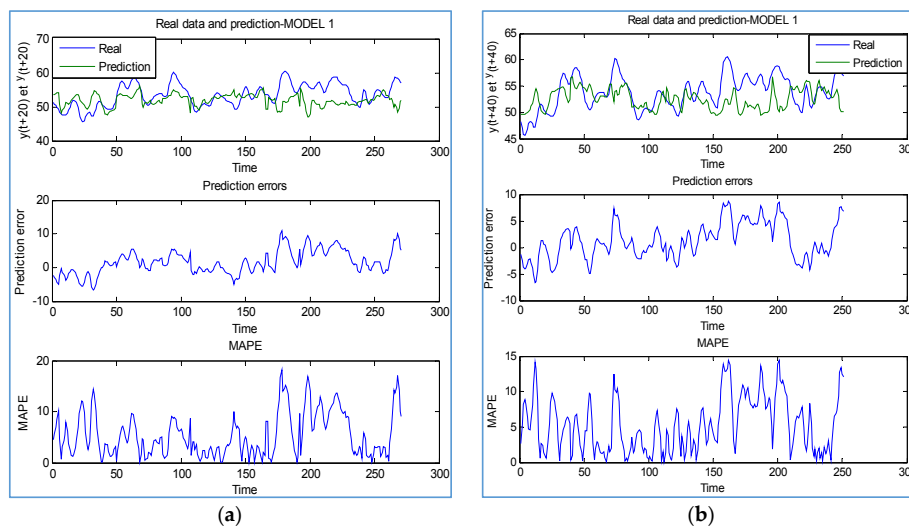 Real data and prediction-MODEL 1
y(t+20) et ^y(t+20)
70
60
50
40
Real
Prediction
0 50 100 150 200 250 300
Time
Prediction errors
Prediction error
20
10
0
-10
0 50 100 150 200 250 300
Time
MAPE
MAPE
20
10
0
0 50 100 150 200 250 300
Time
(a)
Real data and prediction-MODEL 1
y(t+40) et ^y(t+40)
65
60
55
50
45
Real
Prediction
0 50 100 150 200 250 300
Time
Prediction errors
Prediction error
10
5
0
-5
-10
0 50 100 150 200 250 300
Time
MAPE
MAPE
15
10
5
0
0 50 100 150 200 250 300
Time
(b)